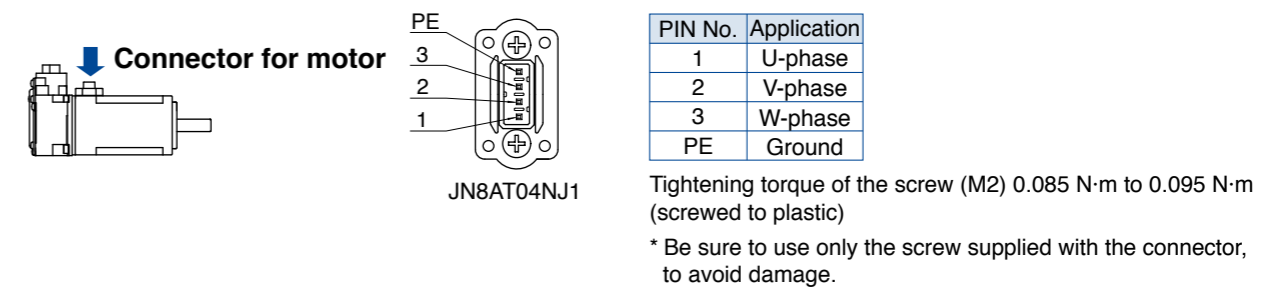 Connector for motor
PE
3
2
1
JN8AT04NJ1
PIN No. Application
1 U-phase
2 V-phase
3 W-phase
PE Ground
Tightening torque of the screw (M2) 0.085 N·m to 0.095 N·m
(screwed to plastic)
* Be sure to use only the screw supplied with the connector,
to avoid damage.